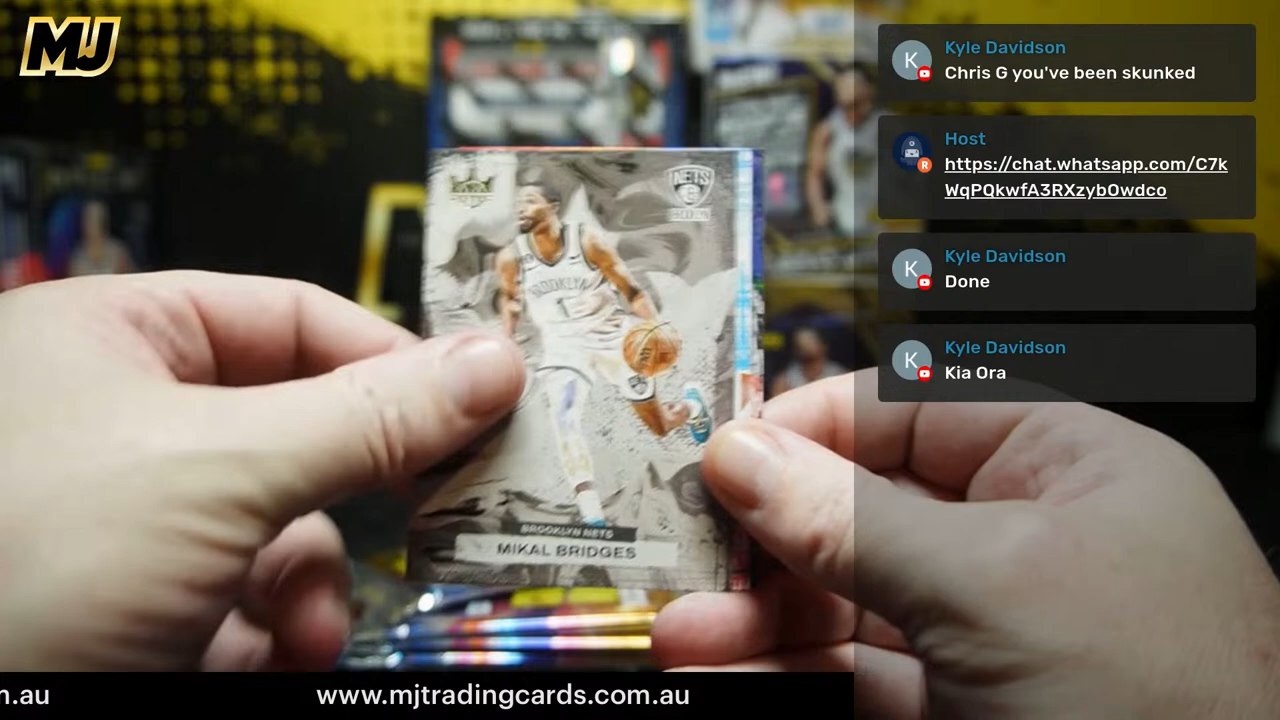 MJ
NETS
BROOKLYN
1
BROOKLYN NETS
MIKAL BRIDGES
n.au
www.mjtradingcards.com.au
K
Kyle Davidson
Chris G you've been skunked
Host
R
https://chat.whatsapp.com/C7k
WqPQkwfA3RXzybOwdco
K
Kyle Davidson
Done
K
Kyle Davidson
Kia Ora